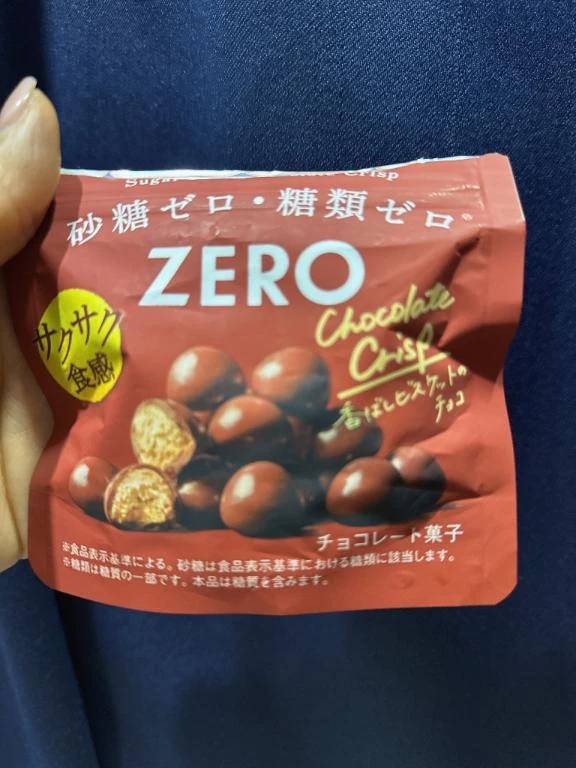 Crisp
砂糖ゼロ・糖類ゼロ※
ZERO
サクサク
食感
Chocolate
Crisp
香ばしビスケットの
チョコ
チョコレート菓子
※食品表示基準による。砂糖は食品表示基準における糖類に該当します。
※糖類は糖質の一部です。本品は糖質を含みます。